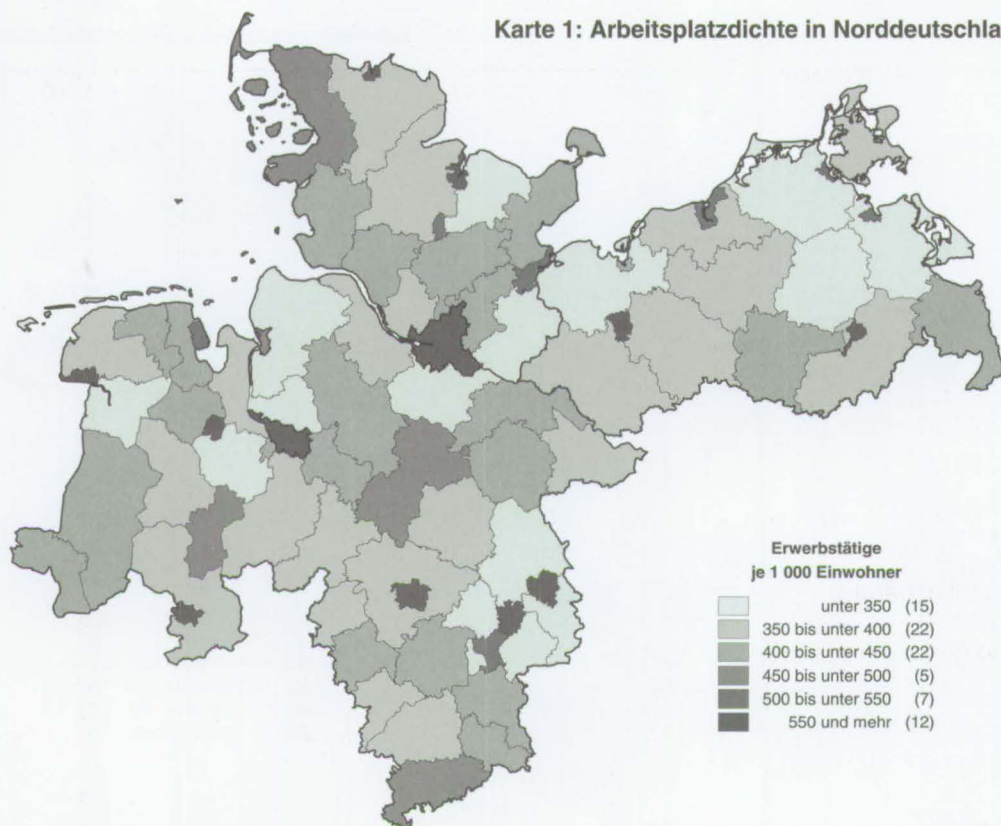 Karte 1: Arbeitsplatzdichte in Norddeutschla
Erwerbstätige
je 1 000 Einwohner
unter 350 (15)
350 bis unter 400 (22)
400 bis unter 450 (22)
450 bis unter 500 (5)
500 bis unter 550 (7)
550 und mehr (12)